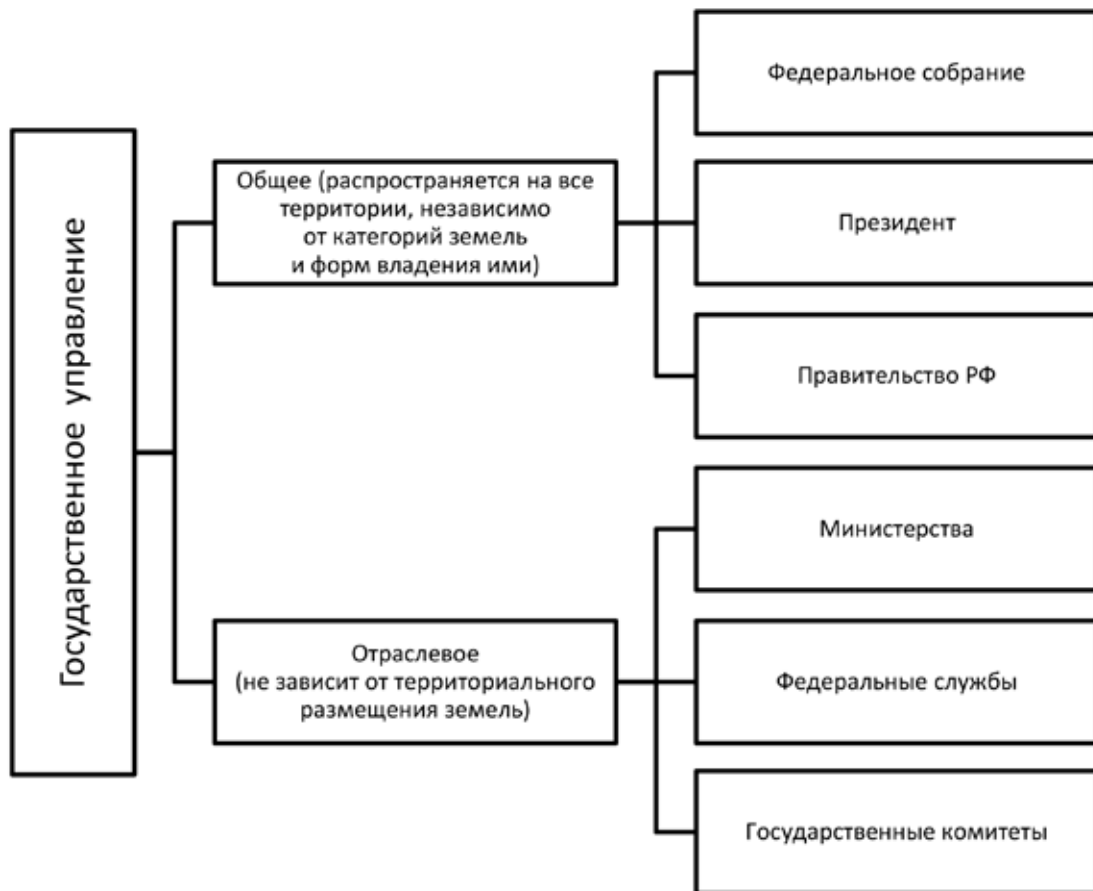 Государственное управление
Общее (распространяется на все
территории, независимо
от категорий земель
и форм владения ими)
Федеральное собрание
Президент
Правительство РФ
Отраслевое
(не зависит от территориального
размещения земель)
Министерства
Федеральные службы
Государственные комитеты